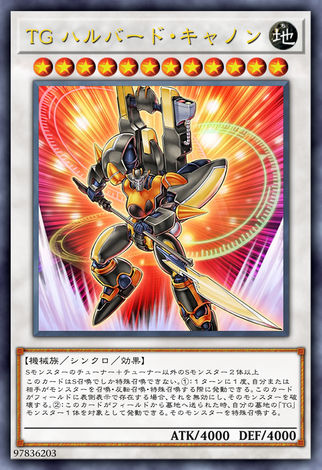 TG ハルバード・キャノン
地
【機械族／シンクロ／効果】
Sモンスターのチューナー＋チューナー以外のSモンスター２体以上
このカードはS召喚でしか特殊召喚できない。①：１ターンに１度、自分または
相手がモンスターを召喚・反転召喚・特殊召喚する際に発動できる。このカード
がフィールドに表側表示で存在する場合、それを無効にし、そのモンスターを破
壊する。②：このカードがフィールドから墓地へ送られた時、自分の墓地の「TG」
モンスター１体を対象として発動できる。そのモンスターを特殊召喚する。
ATK/4000 DEF/4000
97836203